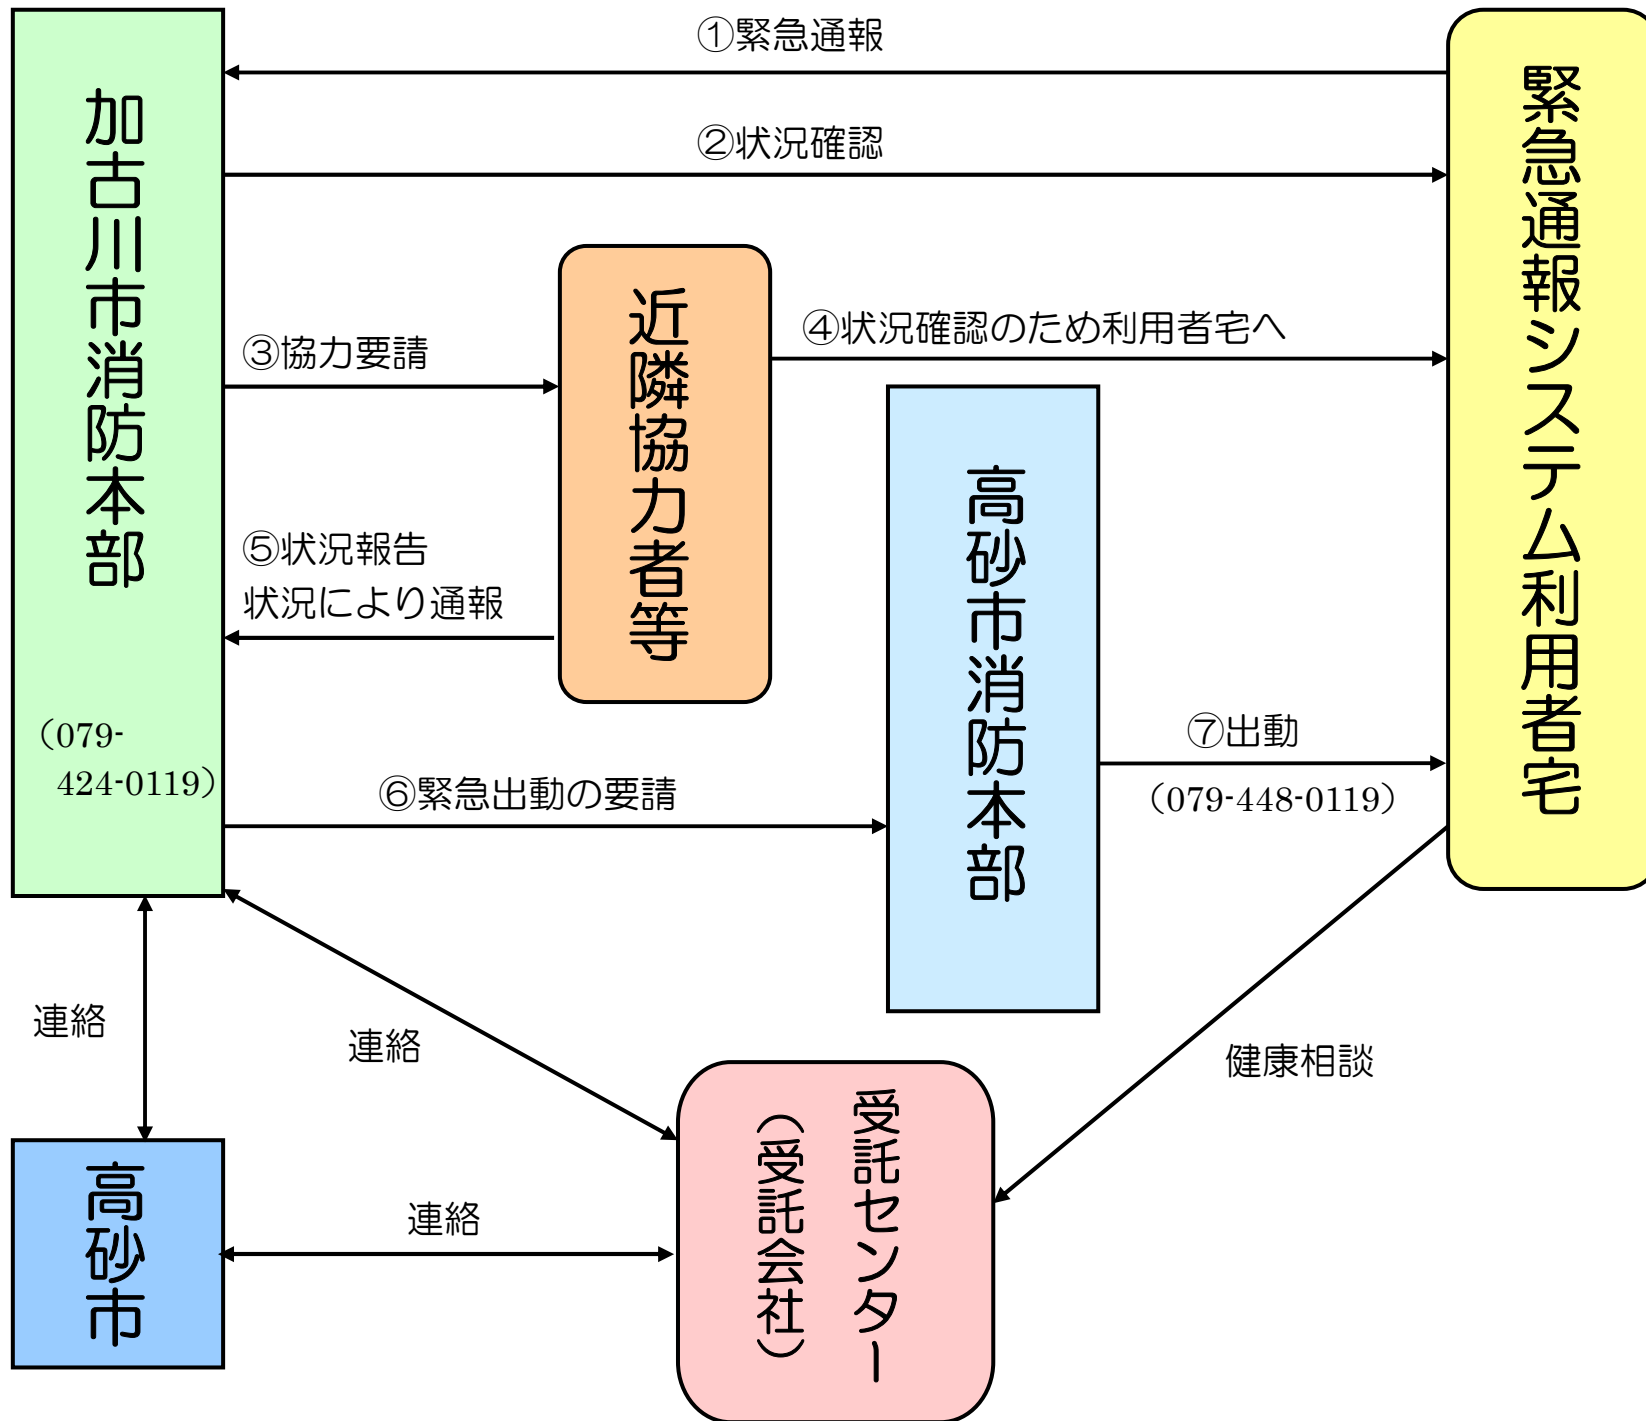 ①緊急通報
加古川市消防本部
（079-
424-0119）
②状況確認
緊急通報システム利用者宅
近隣協力者等
③協力要請
④状況確認のため利用者宅へ
⑤状況報告
状況により通報
高砂市消防本部
⑥緊急出動の要請
⑦出動
（079-448-0119）
連絡
連絡
健康相談
高砂市
連絡
受託センター
（受託会社）